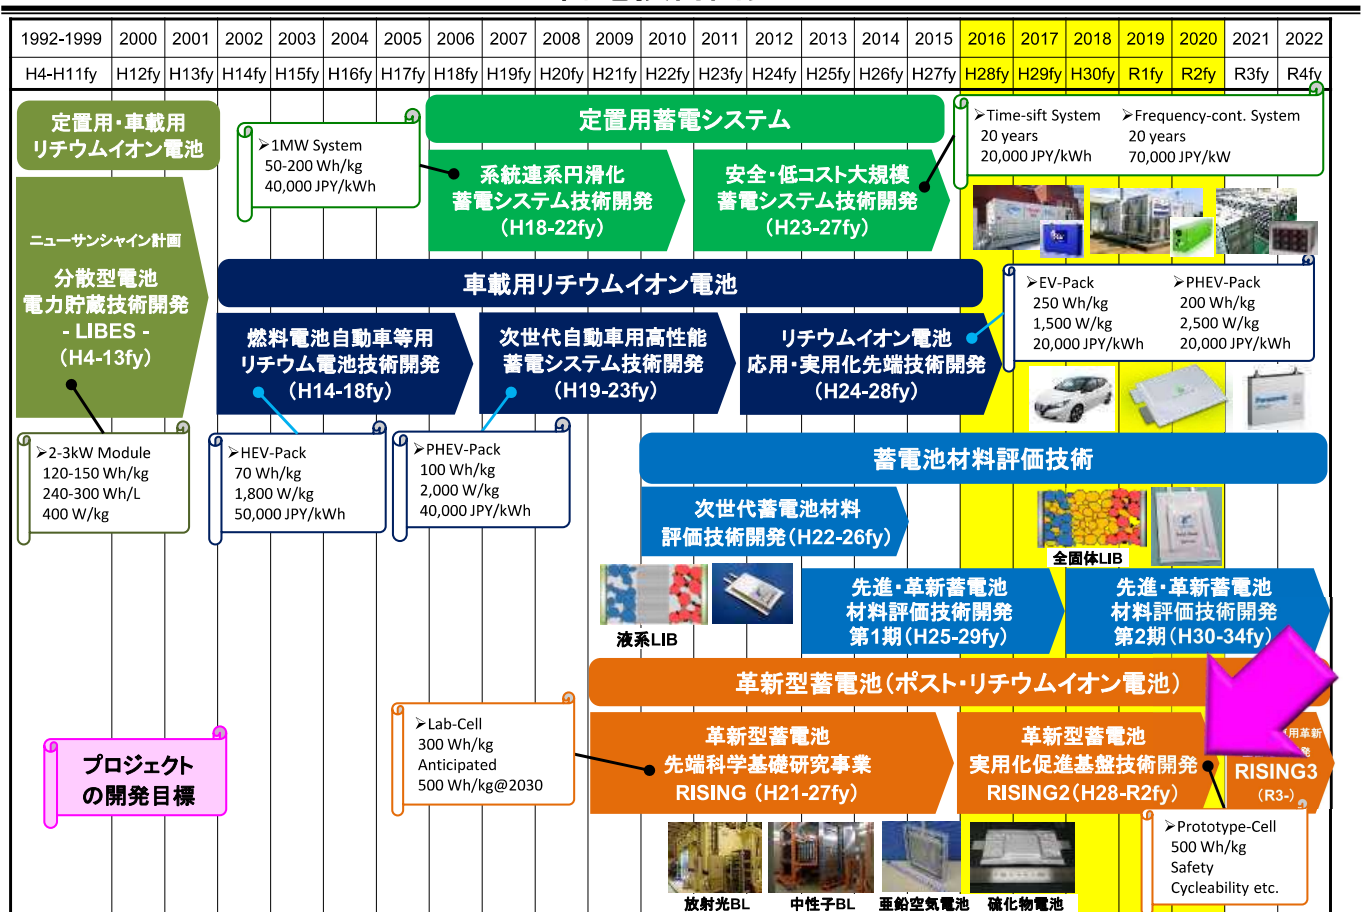 1992-1999 2000 2001 2002 2003 2004 2005 2006 2007 2008 2009 2010 2011 2012 2013 2014 2015 2016 2017 2018 2019 2020 2021 2022
H4-H11fy H12fy H13fy H14fy H15fy H16fy H17fy H18fy H19fy H20fy H21fy H22fy H23fy H24fy H25fy H26fy H27fy H28fy H29fy H30fy R1fy R2fy R3fy R4fy
定置用・車載用
リチウムイオン電池
ニューサンシャイン計画
分散型電池
電力貯蔵技術開発
- LIBES -
(H4-13fy)
➢2-3kW Module
120-150 Wh/kg
240-300 Wh/L
400 W/kg
定置用蓄電システム
➢1MW System
50-200 Wh/kg
40,000 JPY/kWh
系統連系円滑化
蓄電システム技術開発
(H18-22fy)
安全・低コスト大規模
蓄電システム技術開発
(H23-27fy)
➢Time-sift System
20 years
20,000 JPY/kWh
➢Frequency-cont. System
20 years
70,000 JPY/kW
車載用リチウムイオン電池
燃料電池自動車等用
リチウム電池技術開発
(H14-18fy)
次世代自動車用高性能
蓄電システム技術開発
(H19-23fy)
リチウムイオン電池
応用・実用化先端技術開発
(H24-28fy)
➢EV-Pack
250 Wh/kg
1,500 W/kg
20,000 JPY/kWh
➢PHEV-Pack
200 Wh/kg
2,500 W/kg
20,000 JPY/kWh
Panasonic
➢HEV-Pack
70 Wh/kg
1,800 W/kg
50,000 JPY/kWh
➢PHEV-Pack
100 Wh/kg
2,000 W/kg
40,000 JPY/kWh
蓄電池材料評価技術
次世代蓄電池材料
評価技術開発(H22-26fy)
全固体LIB
液系LIB
先進・革新蓄電池
材料評価技術開発
第1期(H25-29fy)
先進・革新蓄電池
材料評価技術開発
第2期(H30-34fy)
革新型蓄電池(ポスト・リチウムイオン電池)
➢Lab-Cell
300 Wh/kg
Anticipated
500 Wh/kg@2030
革新型蓄電池
先端科学基礎研究事業
RISING (H21-27fy)
革新型蓄電池
実用化促進基盤技術開発
RISING2(H28-R2fy)
用革新
発
RISING3
(R3-)
➢Prototype-Cell
500 Wh/kg
Safety
Cycleability etc.
プロジェクト
の開発目標
放射光BL
中性子BL
亜鉛空気電池
硫化物電池